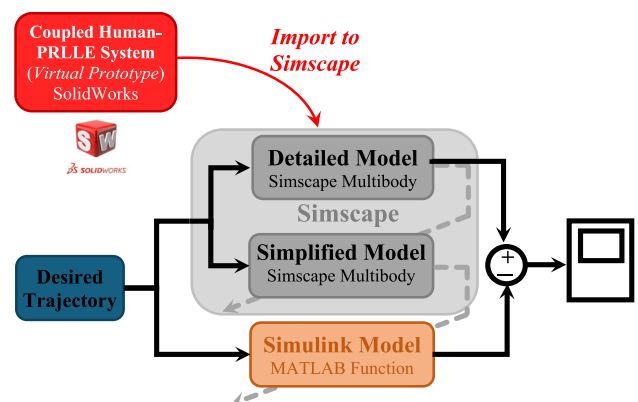 Coupled Human-
PRLLE System
(Virtual Prototype)
SolidWorks
Import to
Simscape
SW
SOLIDWORKS
Detailed Model
Simscape Multibody
Simscape
Simplified Model
Simscape Multibody
Desired
Trajectory
+
−
Simulink Model
MATLAB Function